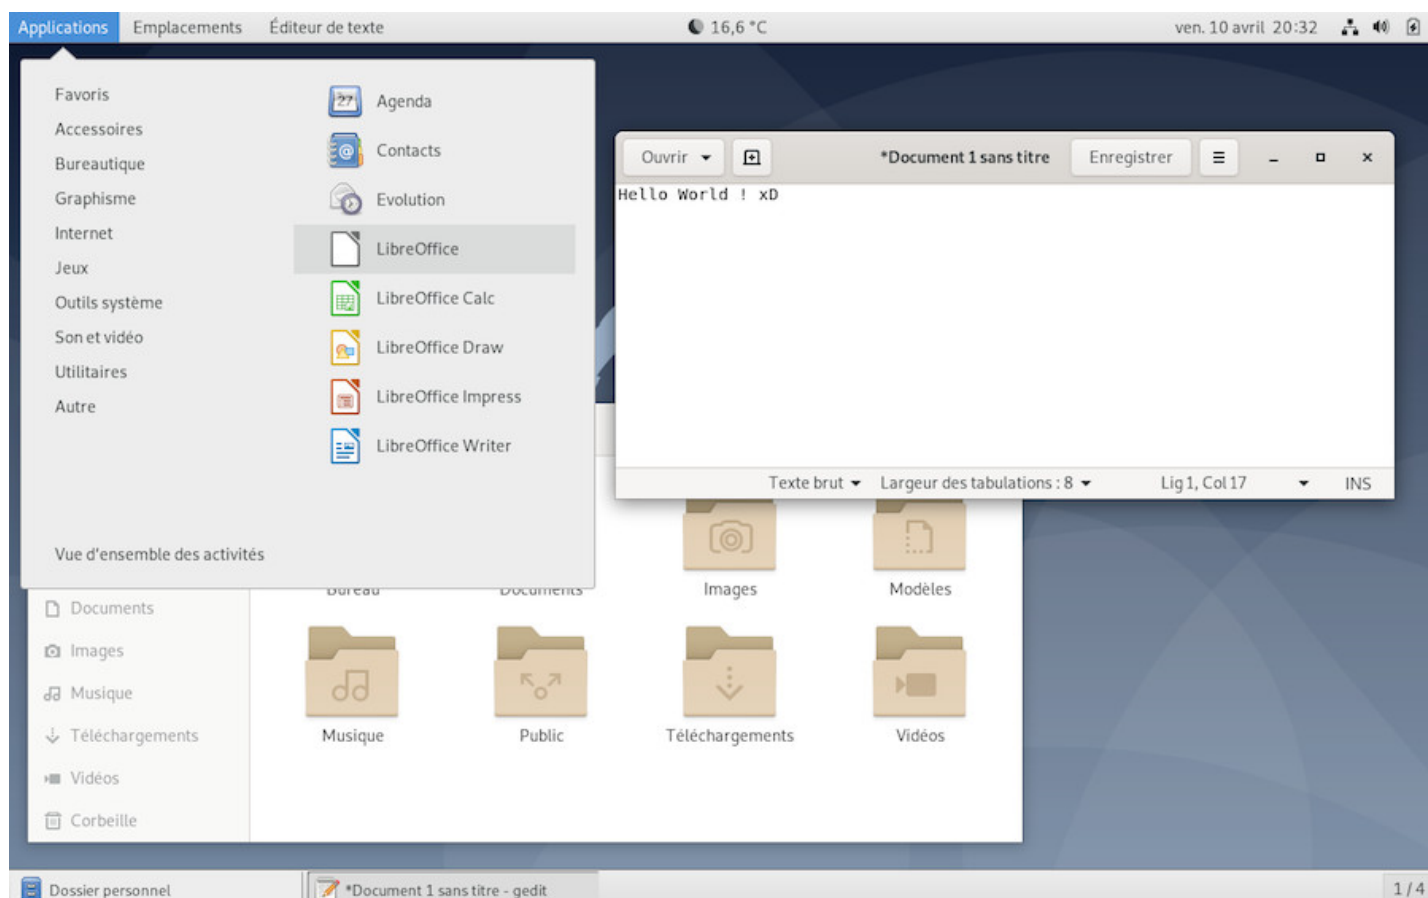 Applications Emplacements Éditeur de texte 16,6 °C ven. 10 avril 20:32
Favoris
Accessoires
Bureautique
Graphisme
Internet
Jeux
Outils système
Son et vidéo
Utilitaires
Autre
Vue d'ensemble des activités
27 Agenda
Contacts
Evolution
LibreOffice
LibreOffice Calc
LibreOffice Draw
LibreOffice Impress
LibreOffice Writer
Ouvrir *Document 1 sans titre Enregistrer
Hello World ! xD
Texte brut Largeur des tabulations : 8 Lig 1, Col 17 INS
Documents
Images
Musique
Téléchargements
Vidéos
Corbeille
Bureau Documents Images Modèles
Musique Public Téléchargements Vidéos
Dossier personnel *Document 1 sans titre - gedit 1 / 4